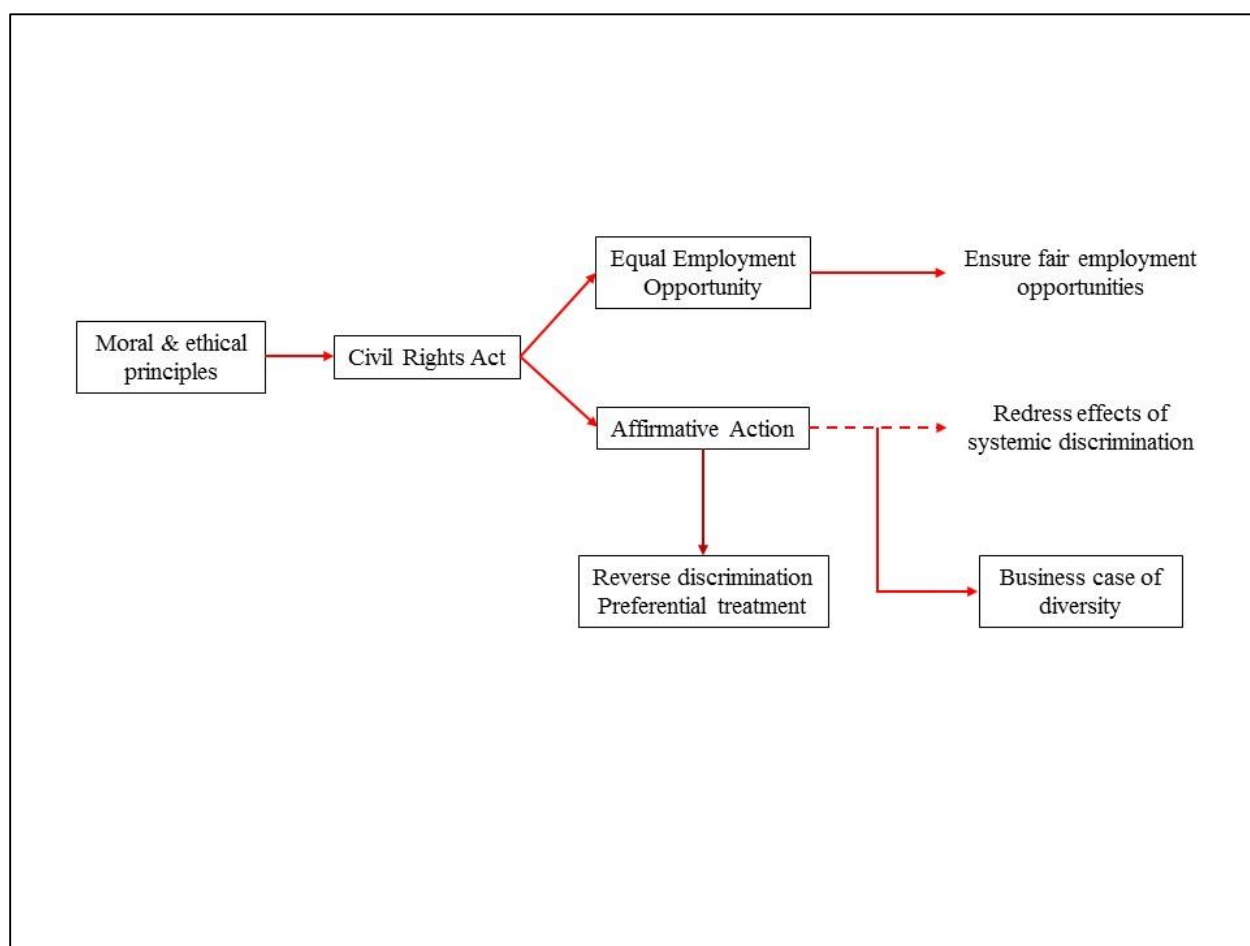 Equal Employment
Opportunity
Ensure fair employment
opportunities
Moral & ethical
principles
Civil Rights Act
Affirmative Action
Redress effects of
systemic discrimination
Reverse discrimination
Preferential treatment
Business case of
diversity